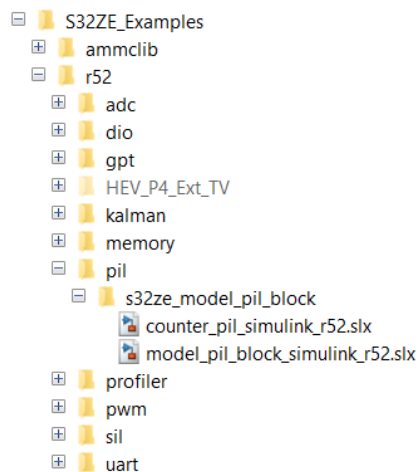 S32ZE_Examples
ammclib
r52
adc
dio
gpt
HEV_P4_Ext_TV
kalman
memory
pil
s32ze_model_pil_block
counter_pil_simulink_r52.slx
model_pil_block_simulink_r52.slx
profiler
pwm
sil
uart